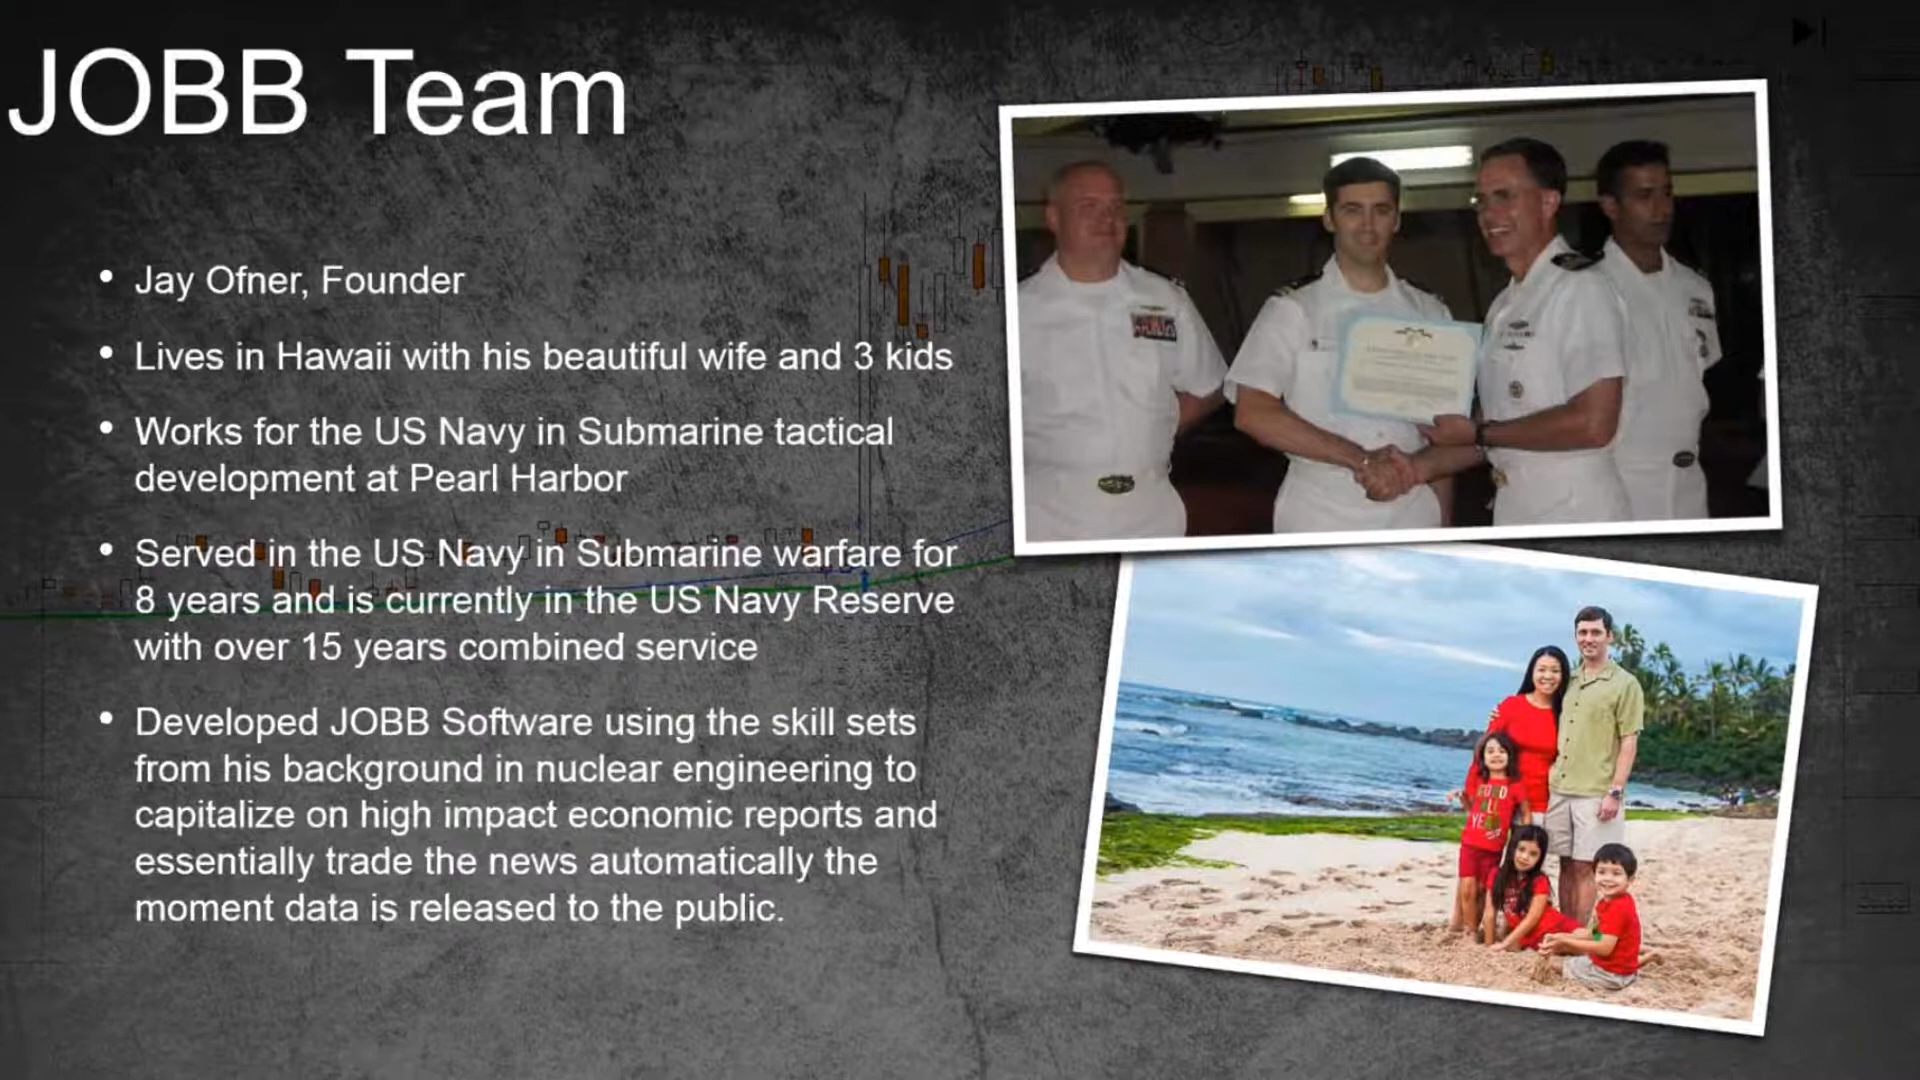 JOBB Team
• Jay Ofner, Founder
• Lives in Hawaii with his beautiful wife and 3 kids
• Works for the US Navy in Submarine tactical
development at Pearl Harbor
• Served in the US Navy in Submarine warfare for
8 years and is currently in the US Navy Reserve
with over 15 years combined service
• Developed JOBB Software using the skill sets
from his background in nuclear engineering to
capitalize on high impact economic reports and
essentially trade the news automatically the
moment data is released to the public.